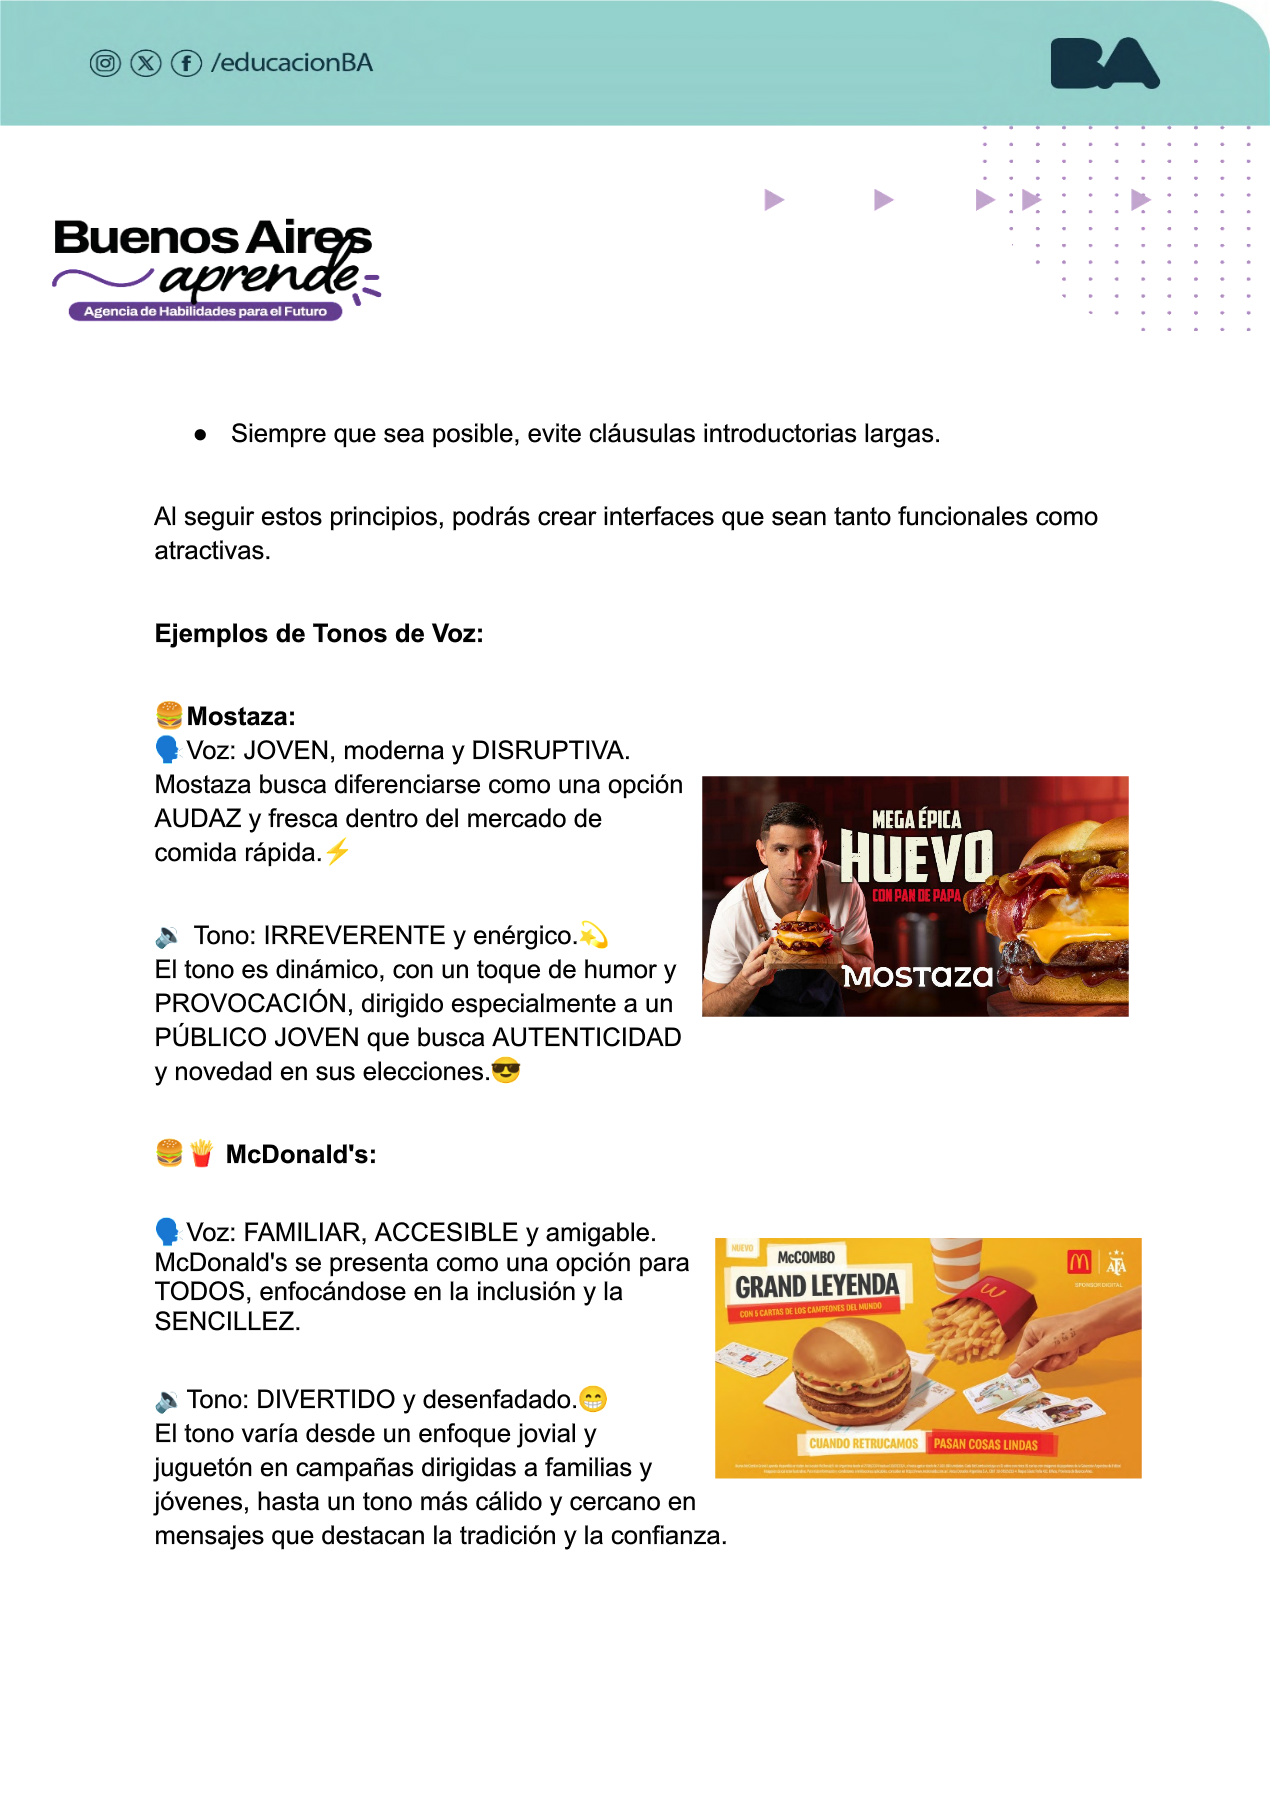 /educacionBA
BA
Buenos Aires
aprende
Agencia de Habilidades para el Futuro
● Siempre que sea posible, evite cláusulas introductorias largas.
Al seguir estos principios, podrás crear interfaces que sean tanto funcionales como
atractivas.
Ejemplos de Tonos de Voz:
🍔Mostaza:
🗣️Voz: JOVEN, moderna y DISRUPTIVA.
Mostaza busca diferenciarse como una opción
AUDAZ y fresca dentro del mercado de
comida rápida.⚡
MEGA ÉPICA
HUEVO
CON PAN DE PAPA
MOSTAZA
🔉 Tono: IRREVERENTE y enérgico.💫
El tono es dinámico, con un toque de humor y
PROVOCACIÓN, dirigido especialmente a un
PÚBLICO JOVEN que busca AUTENTICIDAD
y novedad en sus elecciones.😎
🍔🍟 McDonald's:
🗣️Voz: FAMILIAR, ACCESIBLE y amigable.
McDonald's se presenta como una opción para
TODOS, enfocándose en la inclusión y la
SENCILLEZ.
NUEVO
McCOMBO
GRAND LEYENDA
CON 5 CARTAS DE LOS CAMPEONES DEL MUNDO
AFA
SPONSOR DIGITAL
CUANDO RETRUCAMOS
PASAN COSAS LINDAS
🔉Tono: DIVERTIDO y desenfadado.😁
El tono varía desde un enfoque jovial y
juguetón en campañas dirigidas a familias y
jóvenes, hasta un tono más cálido y cercano en
mensajes que destacan la tradición y la confianza.